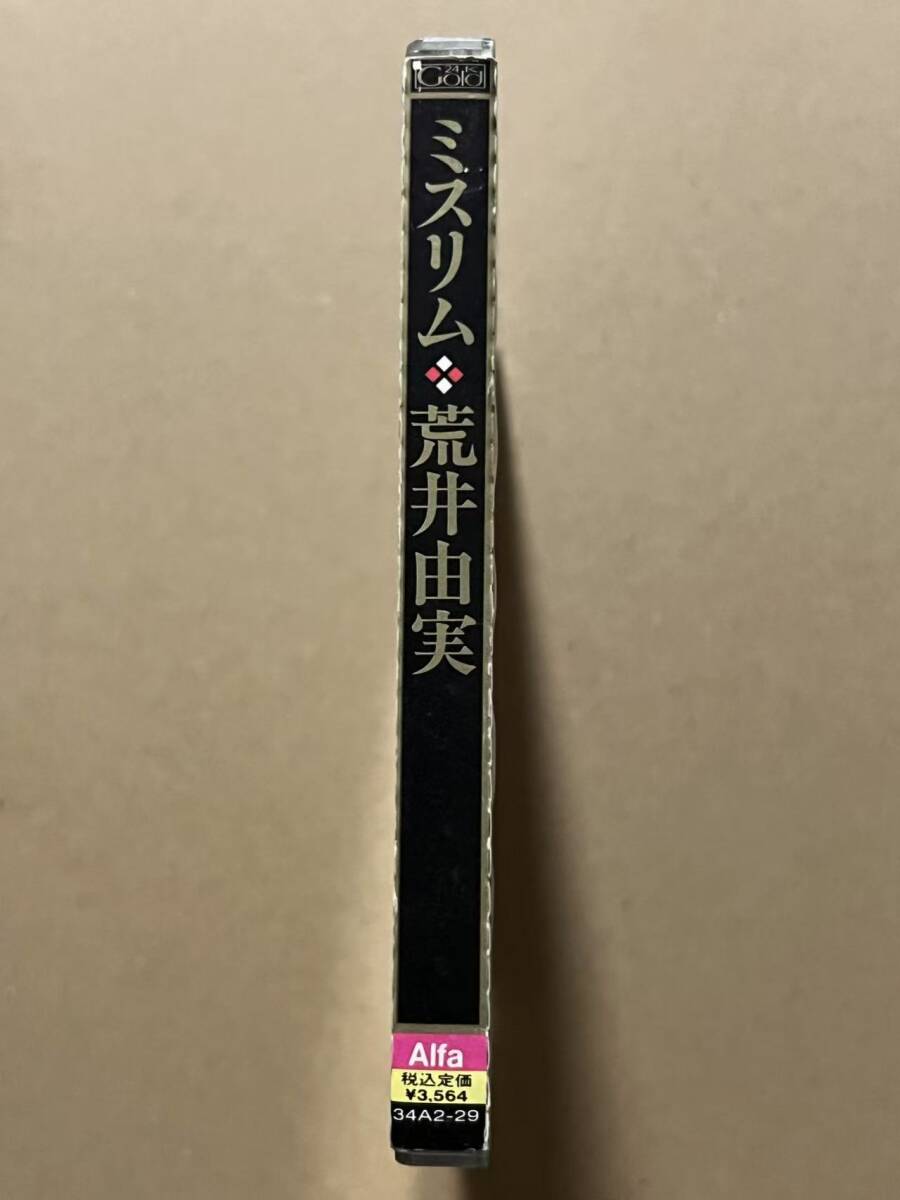 24K
Gold
ミスリム
荒井由実
Alfa
税込定価
¥3,564
34A2-29